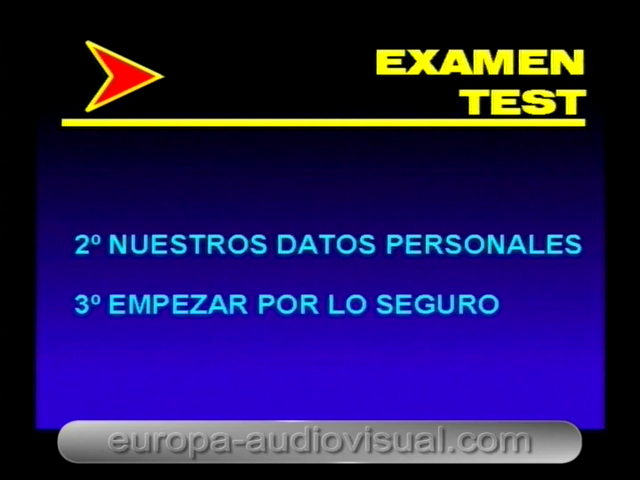 EXAMEN
TEST
2º NUESTROS DATOS PERSONALES
3º EMPEZAR POR LO SEGURO
europa-audiovisual.com